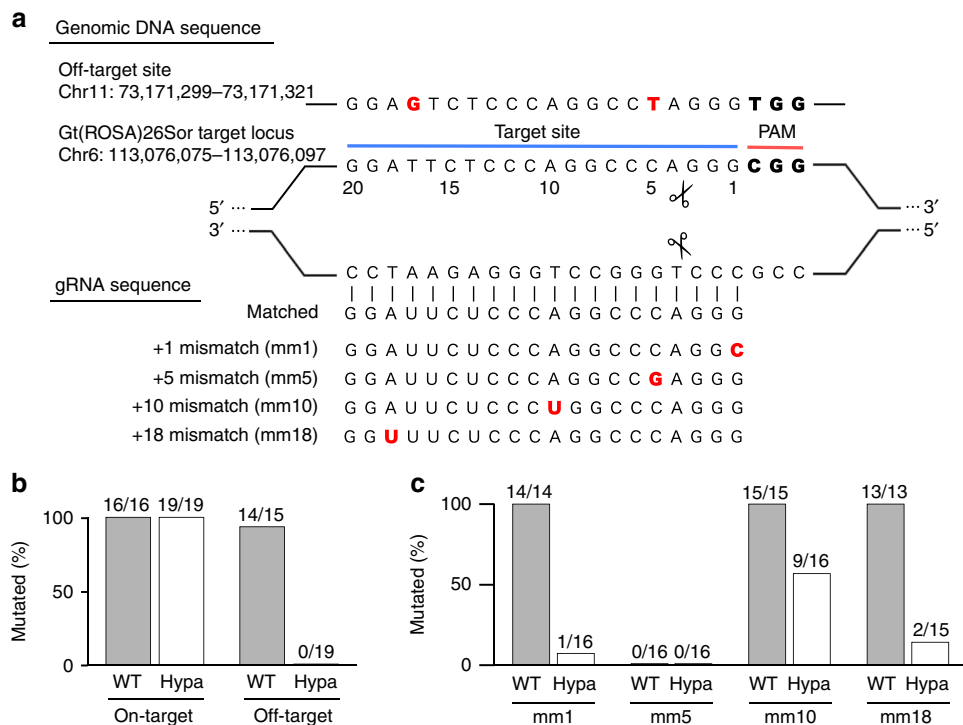 a
Genomic DNA sequence
Off-target site
Chr11: 73,171,299–73,171,321
G G A G T C T C C C A G G C C T A G G G T G G
Gt(ROSA)26Sor target locus
Chr6: 113,076,075–113,076,097
Target site
PAM
G G A T T C T C C C A G G C C C A G G G C G G
20 15 10 5 1
5′ ··· ··· 3′
3′ ··· ··· 5′
C C T A A G A G G G T C C G G G T C C C G C C
gRNA sequence
Matched
G G A U U C U C C C A G G C C C A G G G
+1 mismatch (mm1) G G A U U C U C C C A G G C C C A G G C
+5 mismatch (mm5) G G A U U C U C C C A G G C C G A G G G
+10 mismatch (mm10) G G A U U C U C C C U G G C C C A G G G
+18 mismatch (mm18) G G U U U C U C C C A G G C C C A G G G
b
Mutated (%)
100
50
0
16/16 19/19 14/15 0/19
WT Hypa WT Hypa
On-target Off-target
c
Mutated (%)
100
50
0
14/14 1/16 0/16 0/16 15/15 9/16 13/13 2/15
WT Hypa WT Hypa WT Hypa WT Hypa
mm1 mm5 mm10 mm18